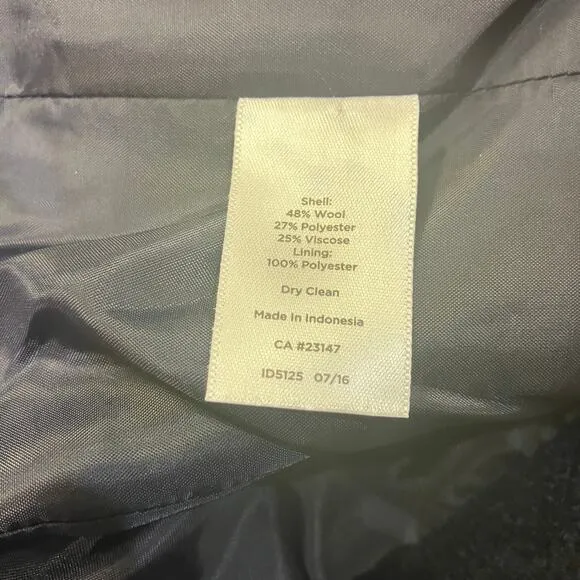 Shell:
48% Wool
27% Polyester
25% Viscose
Lining:
100% Polyester
Dry Clean
Made In Indonesia
CA #23147
ID5125 07/16